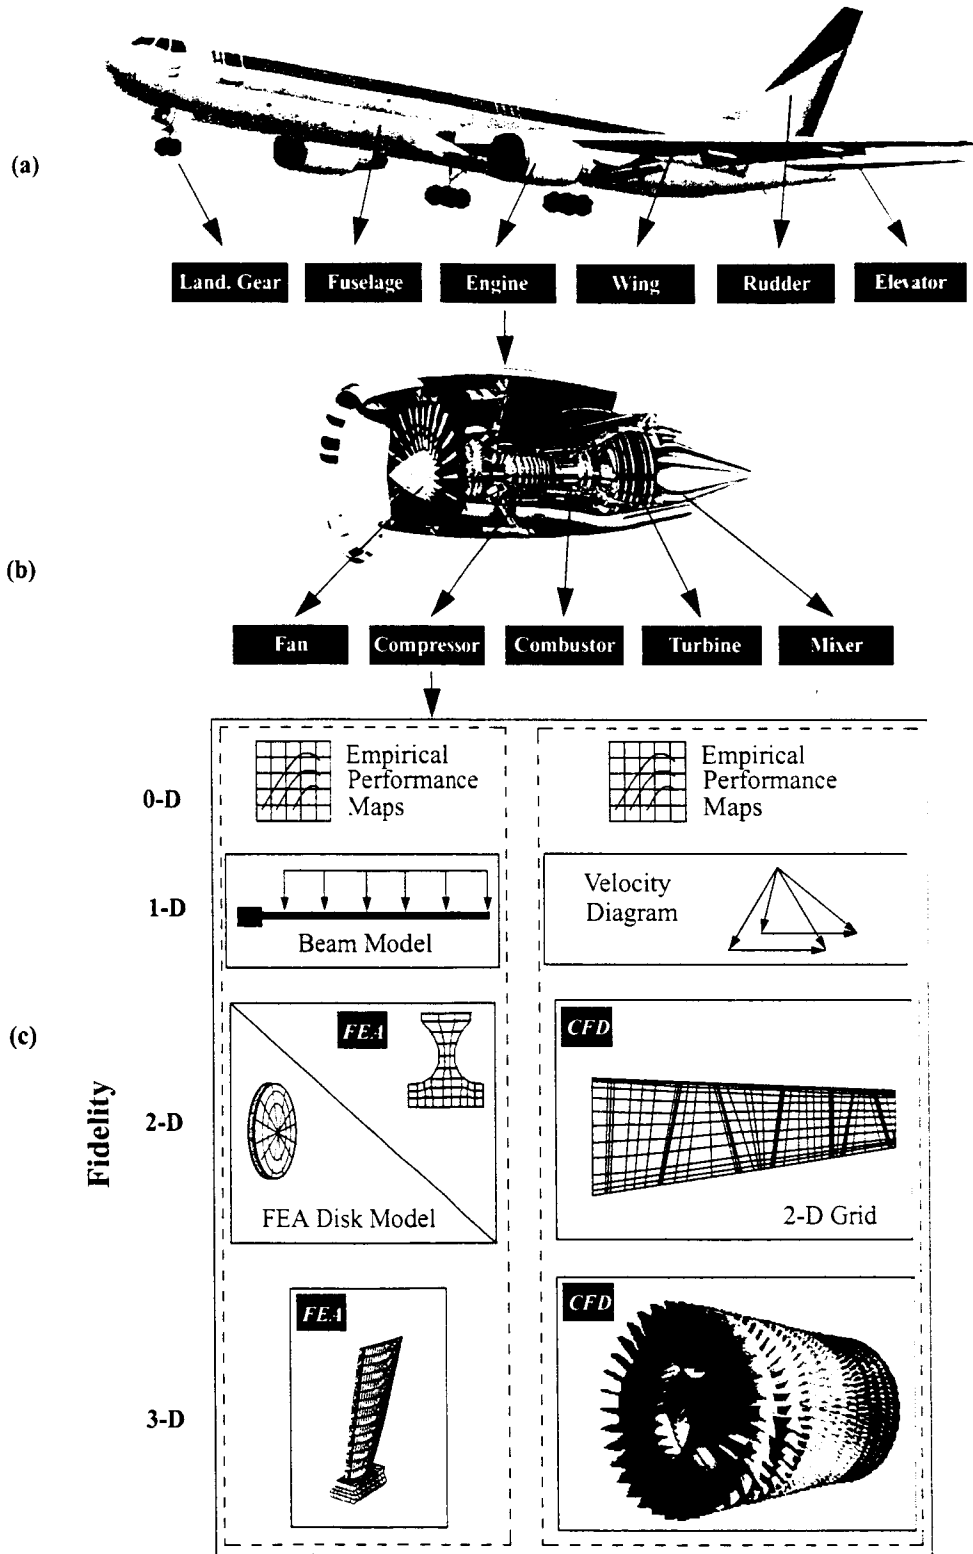 (a)
Land. Gear
Fuselage
Engine
Wing
Rudder
Elevator
(b)
Fan
Compressor
Combustor
Turbine
Mixer
(c)
Fidelity
0-D
Empirical
Performance
Maps
Empirical
Performance
Maps
1-D
Beam Model
Velocity
Diagram
2-D
FEA
FEA Disk Model
CFD
2-D Grid
3-D
FEA
CFD